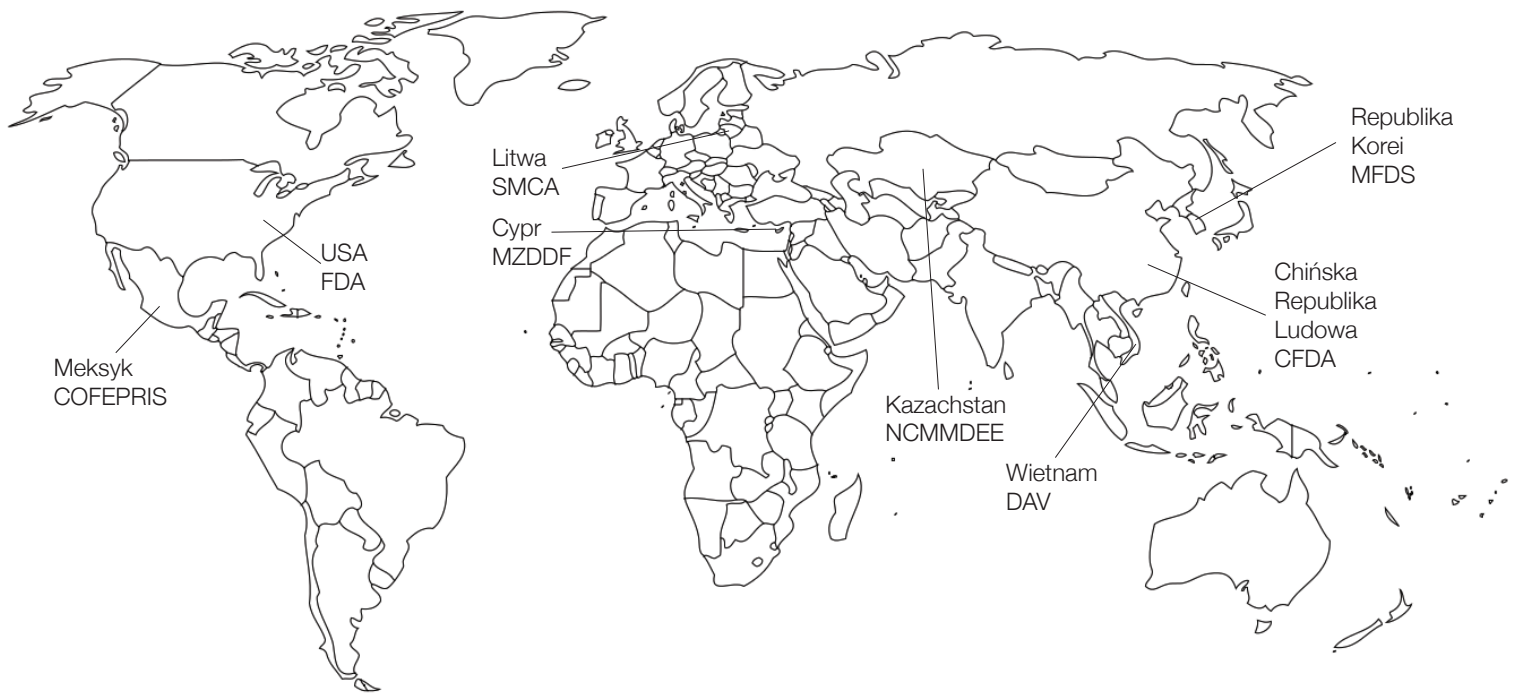 Republika
Korei
MFDS
Litwa
SMCA
Cypr
MZDDF
USA
FDA
Chińska
Republika
Ludowa
CFDA
Meksyk
COFEPRIS
Kazachstan
NCMMDEE
Wietnam
DAV